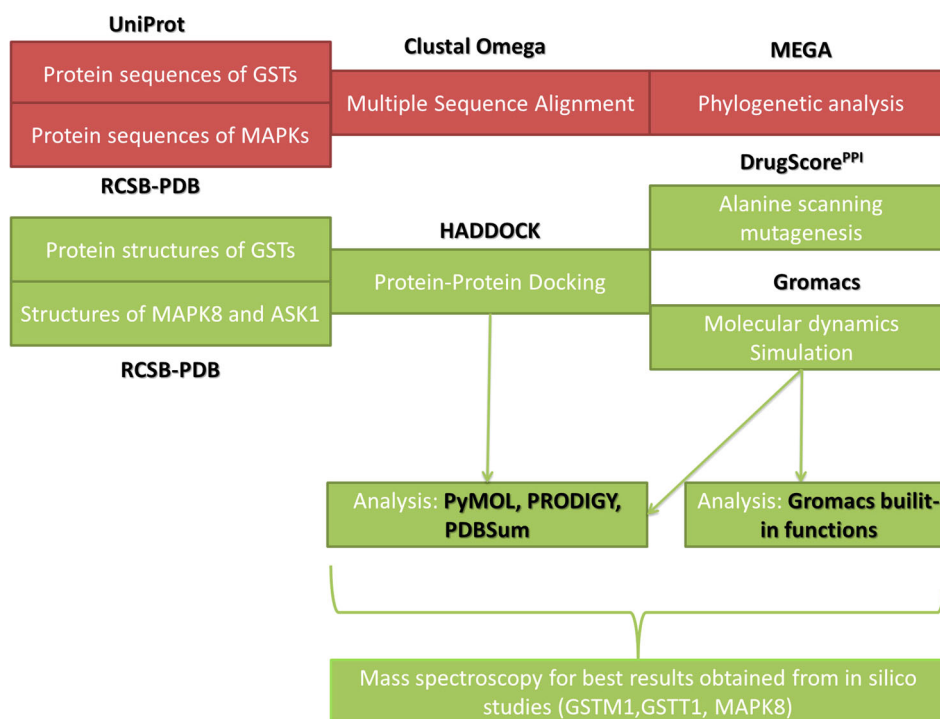 UniProt
Clustal Omega
MEGA
Protein sequences of GSTs
Multiple Sequence Alignment
Phylogenetic analysis
Protein sequences of MAPKs
RCSB-PDB
DrugScorePPI
Alanine scanning
mutagenesis
Protein structures of GSTs
HADDOCK
Protein-Protein Docking
Gromacs
Structures of MAPK8 and ASK1
Molecular dynamics
Simulation
RCSB-PDB
Analysis: PyMOL, PRODIGY,
PDBSum
Analysis: Gromacs builit-
in functions
Mass spectroscopy for best results obtained from in silico
studies (GSTM1,GSTT1, MAPK8)